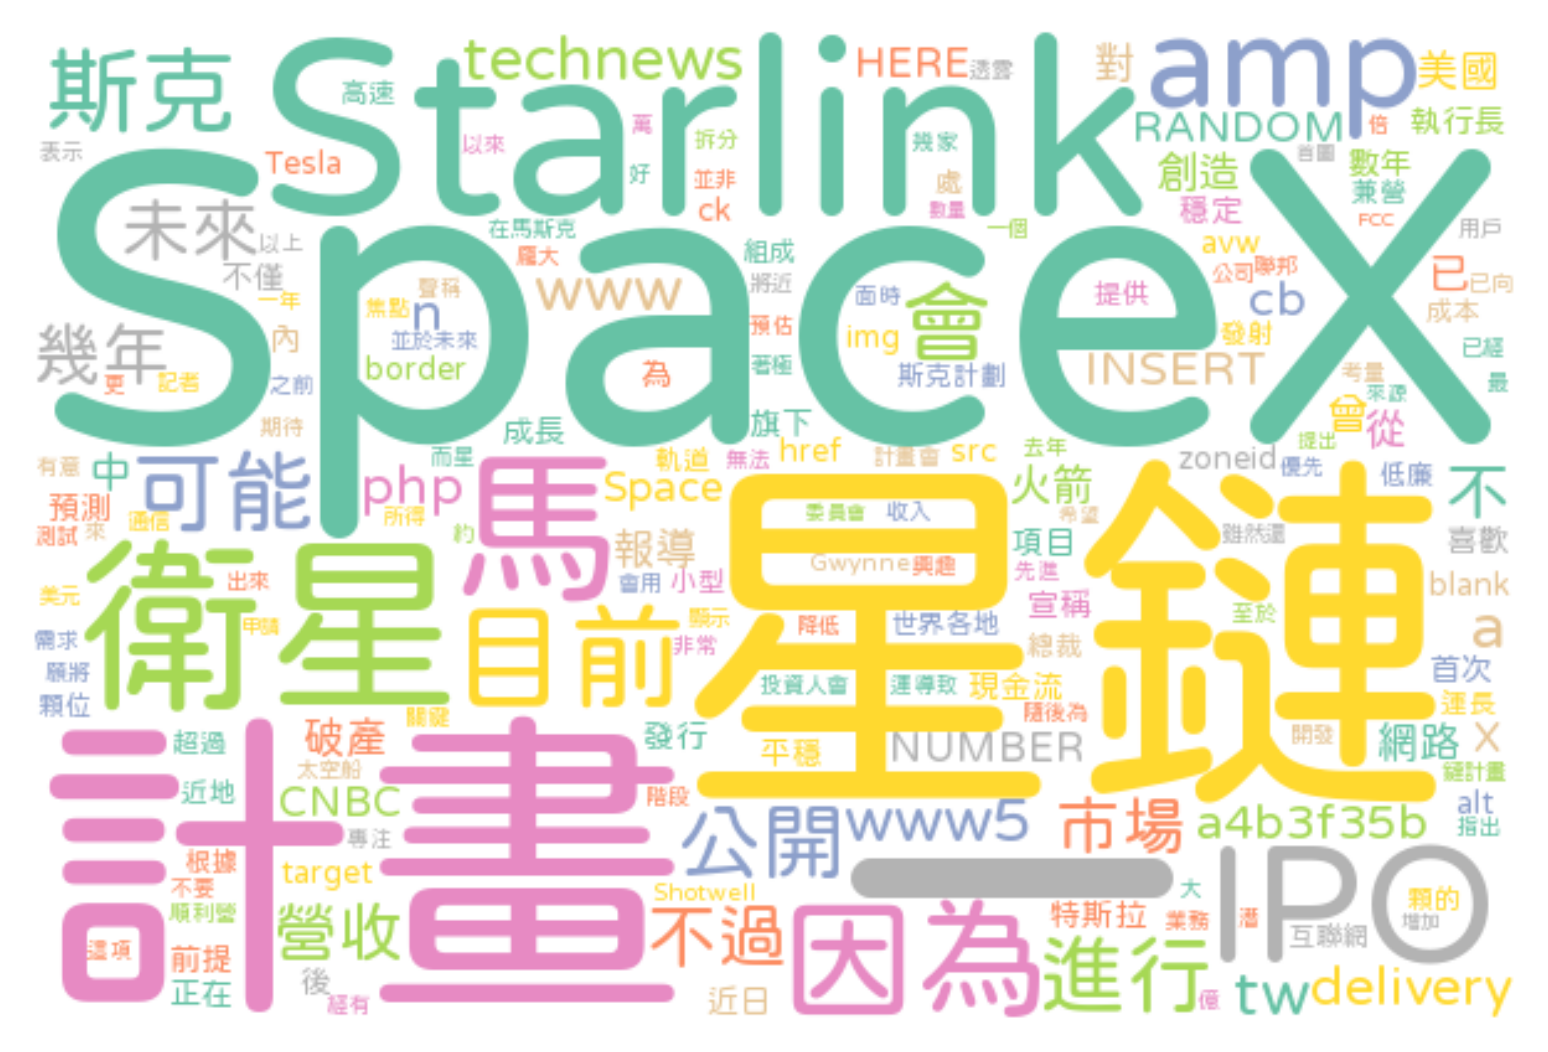 斯克
Starlink
technews
HERE
透露
對
amp
美國
高速
表示
Tesla
以來
萬
好
拆分
並非
ck
幾家
處
數量
RANDOM
倍
執行長
首圖
創造
數年
兼營
穩定
FCC
用戶
SpaceX
未來
以上
不僅
一年
在馬斯克
龐大
組成
一個
avw
公司
聯邦
已
已向
幾年
內
焦點
聲稱
n
www
將近
面時
會
提供
cb
成本
更
記者
之前
並於未來
border
為
預估
著極
img
斯克計劃
INSERT
發射
考量
來源
已經
最
期待
成長
旗下
曾
從
提出
有意
中
可能
而星
php
馬
Space
軌道
無法
href
計畫會
src
去年
火箭
zoneid
優先
低廉
不
預測
測試
來
通信
所得
約
報導
委員會
收入
希望
項目
雖然還
喜歡
衛星
出來
會用
小型
Gwynne
興趣
星鏈
先進
blank
美元
甲請
目前
顯示
非常
降低
世界各地
宣稱
至於
a
需求
願將
顆位
投資人會
運導致
總裁
現金流
隨後為
首次
連長
計畫
超過
破產
關鍵
發行
平穩
NUMBER
開發
網路
X
鏈計畫
近地
太空船
CNBC
階段
公開
www5
市場
a4b3f35b
alt
指出
專注
根據
不要
target
Shotwell
一
大
IPO
顆的
增加
順利營
營收
不過
因為
特斯拉
業務
潛
互聯網
這項
前提
正在
後
經有
近日
進行
億
tw
delivery